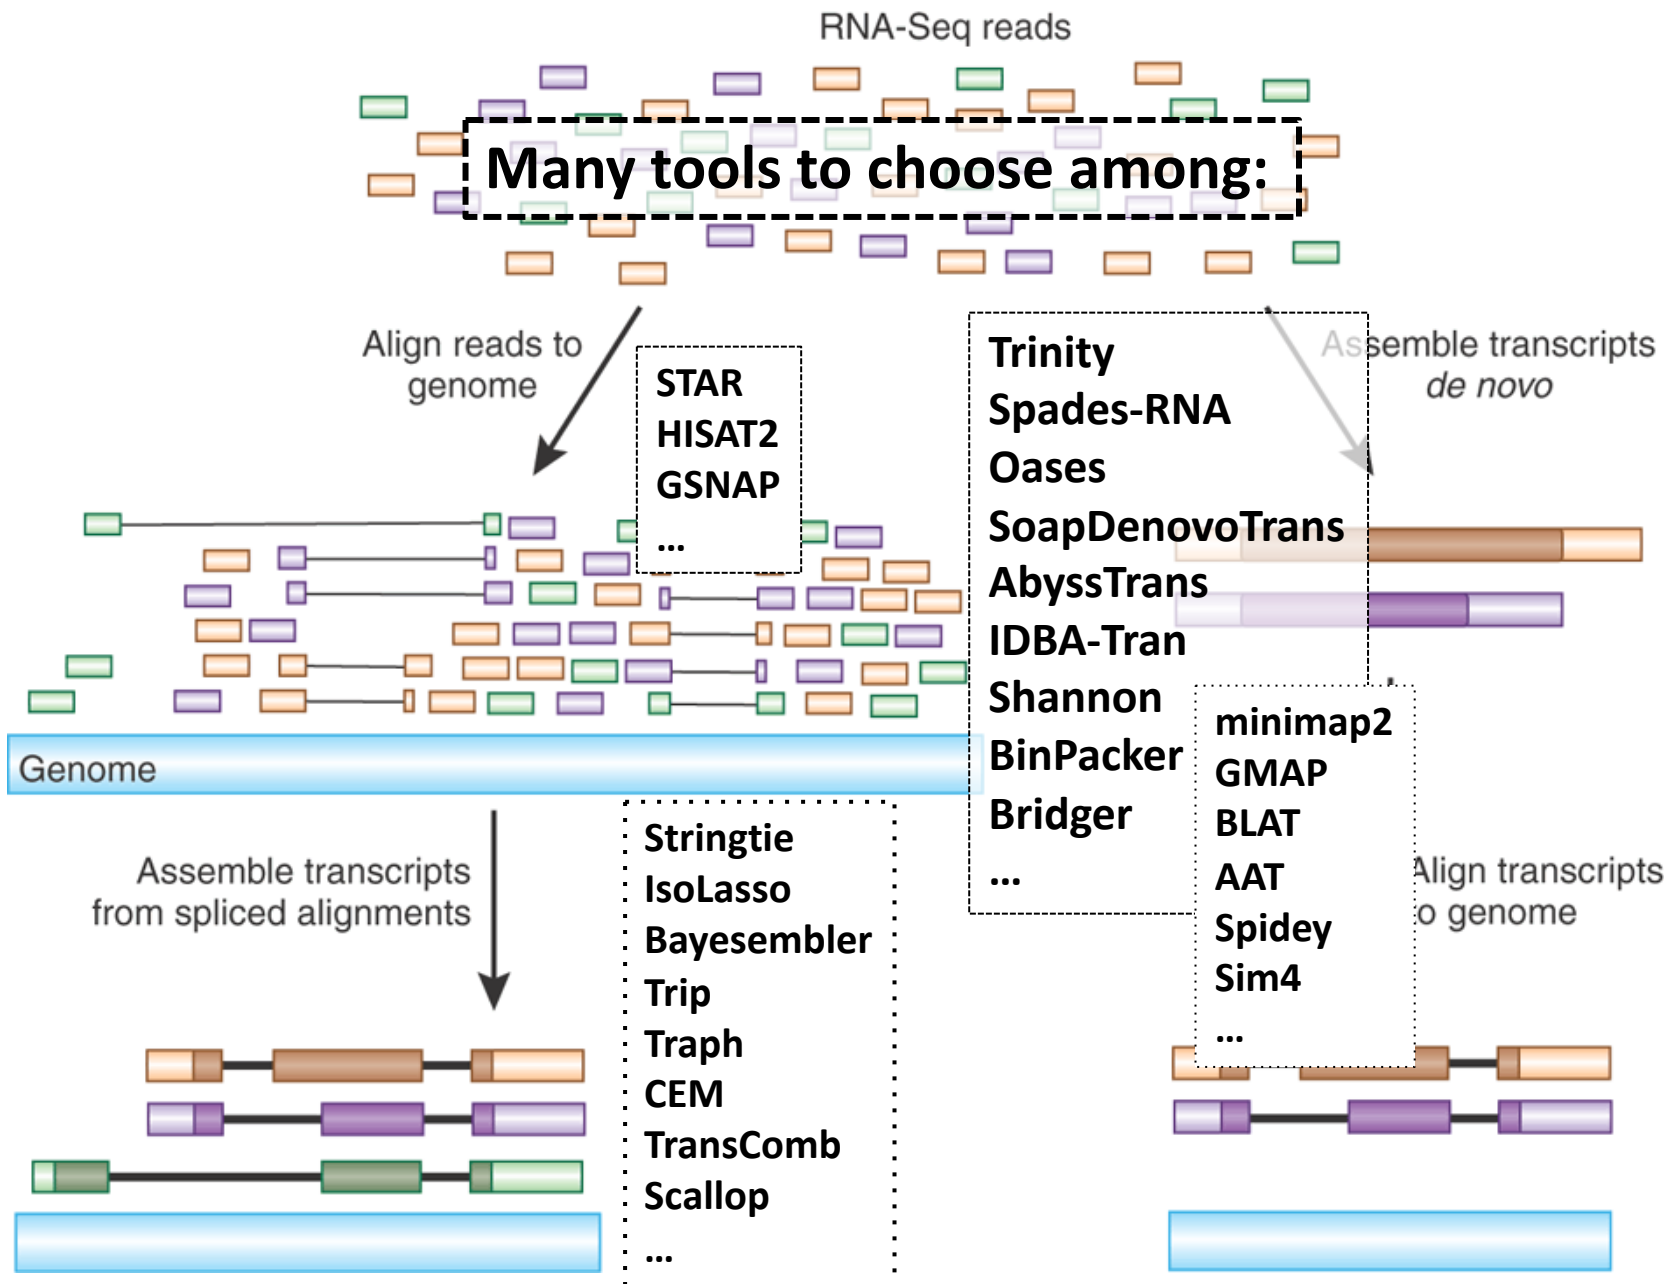 RNA-Seq reads
Many tools to choose among:
Align reads to
genome
STAR
HISAT2
GSNAP
...
Trinity
Spades-RNA
Oases
SoapDenovoTrans
AbyssTrans
IDBA-Tran
Shannon
BinPacker
Bridger
...
Assemble transcripts
de novo
Genome
minimap2
GMAP
BLAT
AAT
Spidey
Sim4
...
Assemble transcripts
from spliced alignments
Stringtie
IsoLasso
Bayesembler
Trip
Traph
CEM
TransComb
Scallop
...
Align transcripts
to genome